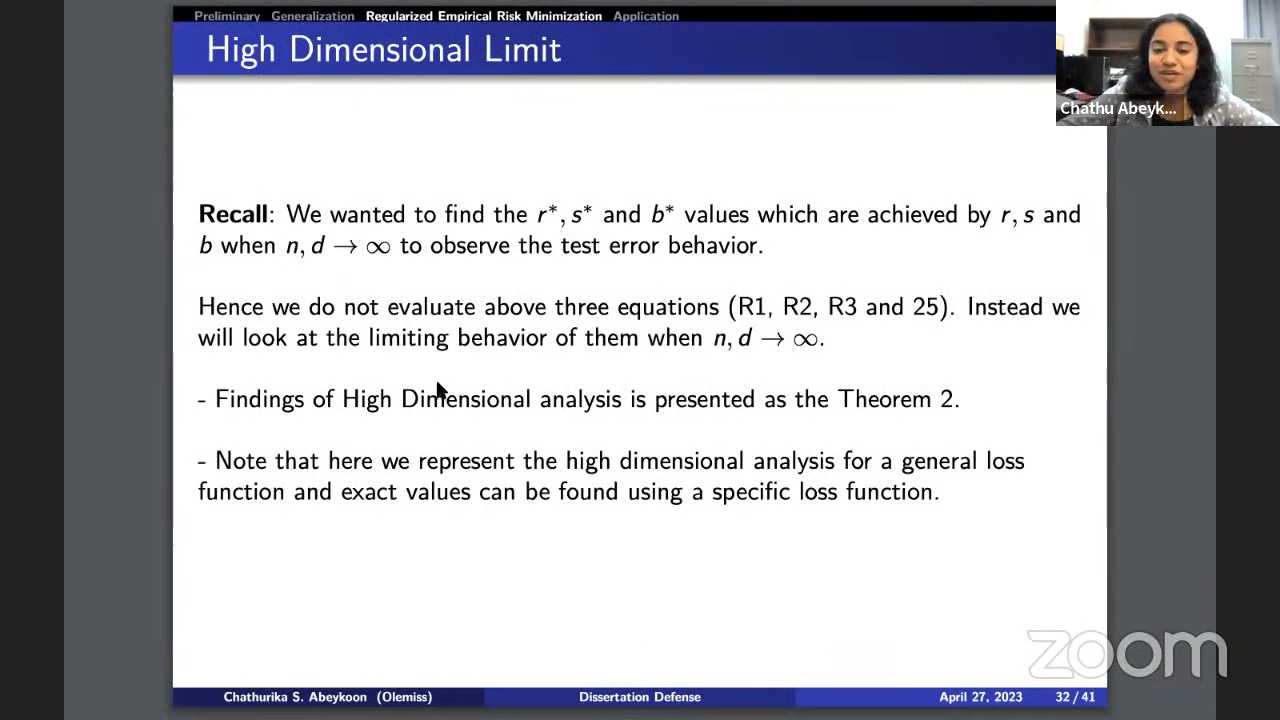 Preliminary Generalization Regularized Empirical Risk Minimization Application
High Dimensional Limit
Chathu Abeyk...
Recall: We wanted to find the r*, s* and b* values which are achieved by r, s and
b when n, d → ∞ to observe the test error behavior.
Hence we do not evaluate above three equations (R1, R2, R3 and 25). Instead we
will look at the limiting behavior of them when n, d → ∞.
- Findings of High Dimensional analysis is presented as the Theorem 2.
- Note that here we represent the high dimensional analysis for a general loss
function and exact values can be found using a specific loss function.
zoom
Chathurika S. Abeykoon (Olemiss) Dissertation Defense April 27, 2023 32 / 41